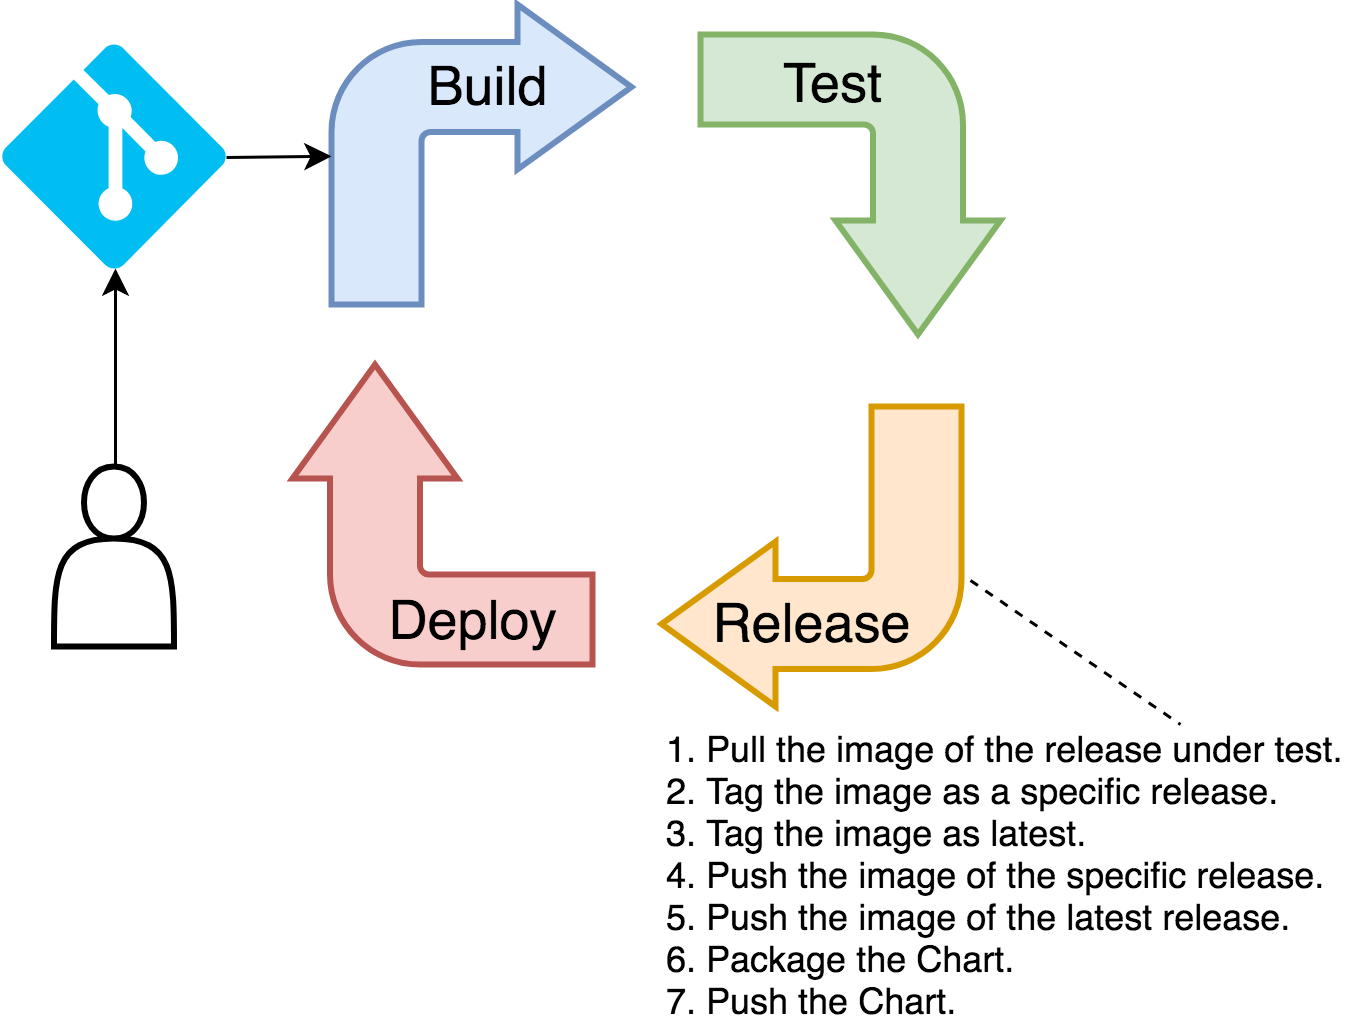 Build
Test
Deploy
Release
1. Pull the image of the release under test.
2. Tag the image as a specific release.
3. Tag the image as latest.
4. Push the image of the specific release.
5. Push the image of the latest release.
6. Package the Chart.
7. Push the Chart.